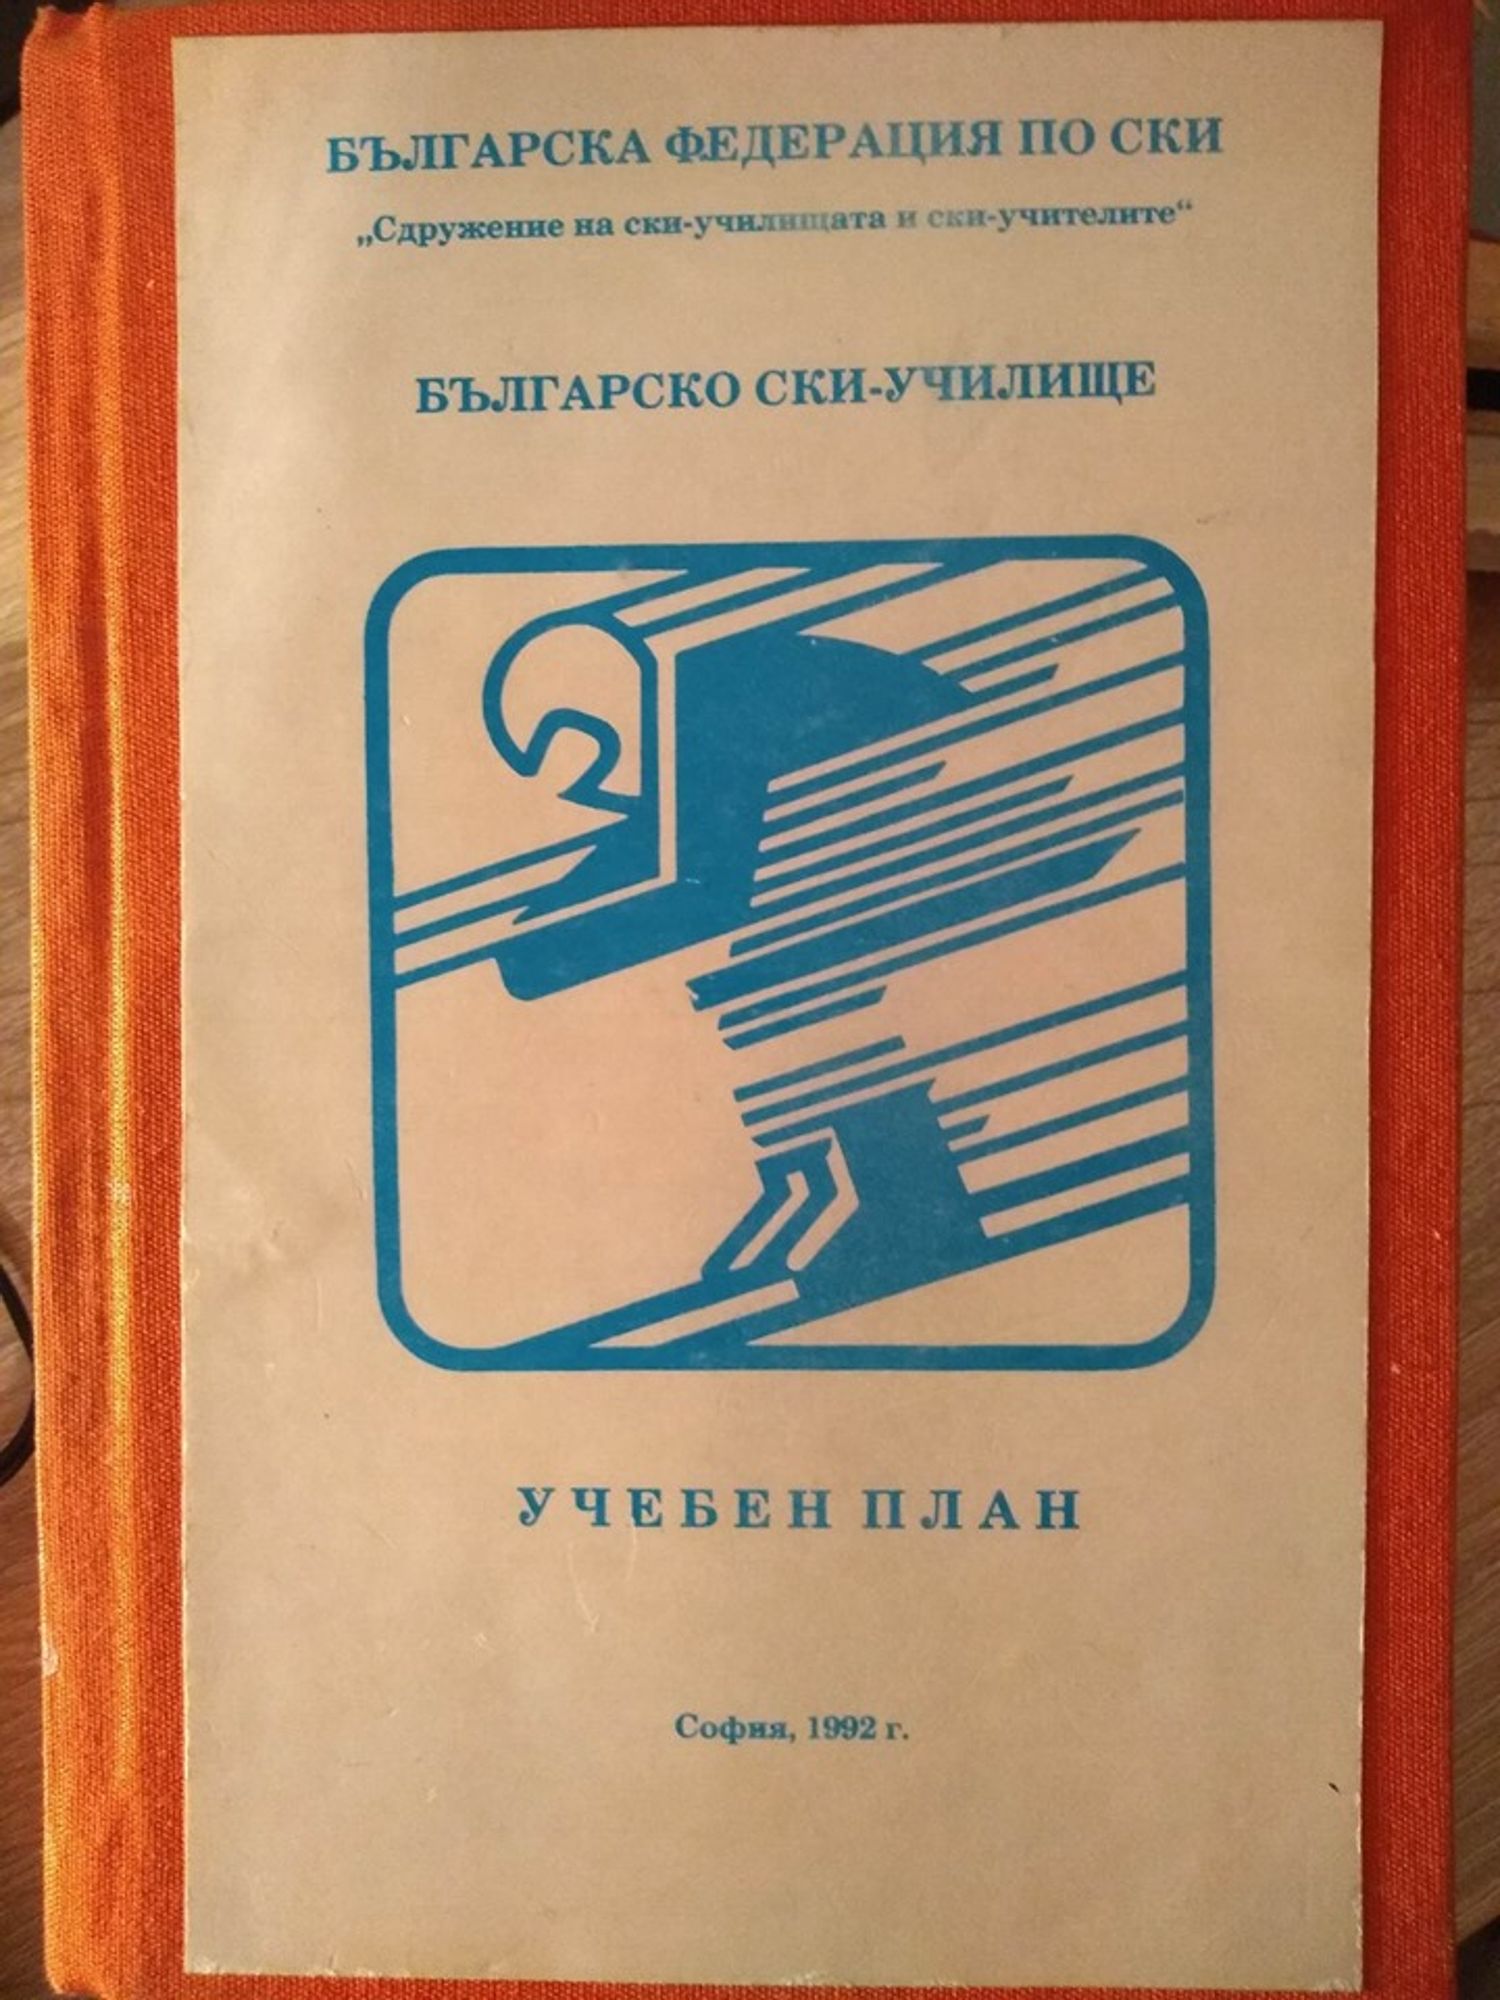 БЪЛГАРСКА ФЕДЕРАЦИЯ ПО СКИ
„Сдружение на ски-училищата и ски-учителите“
БЪЛГАРСКО СКИ-УЧИЛИЩЕ
УЧЕБЕН ПЛАН
София, 1992 г.